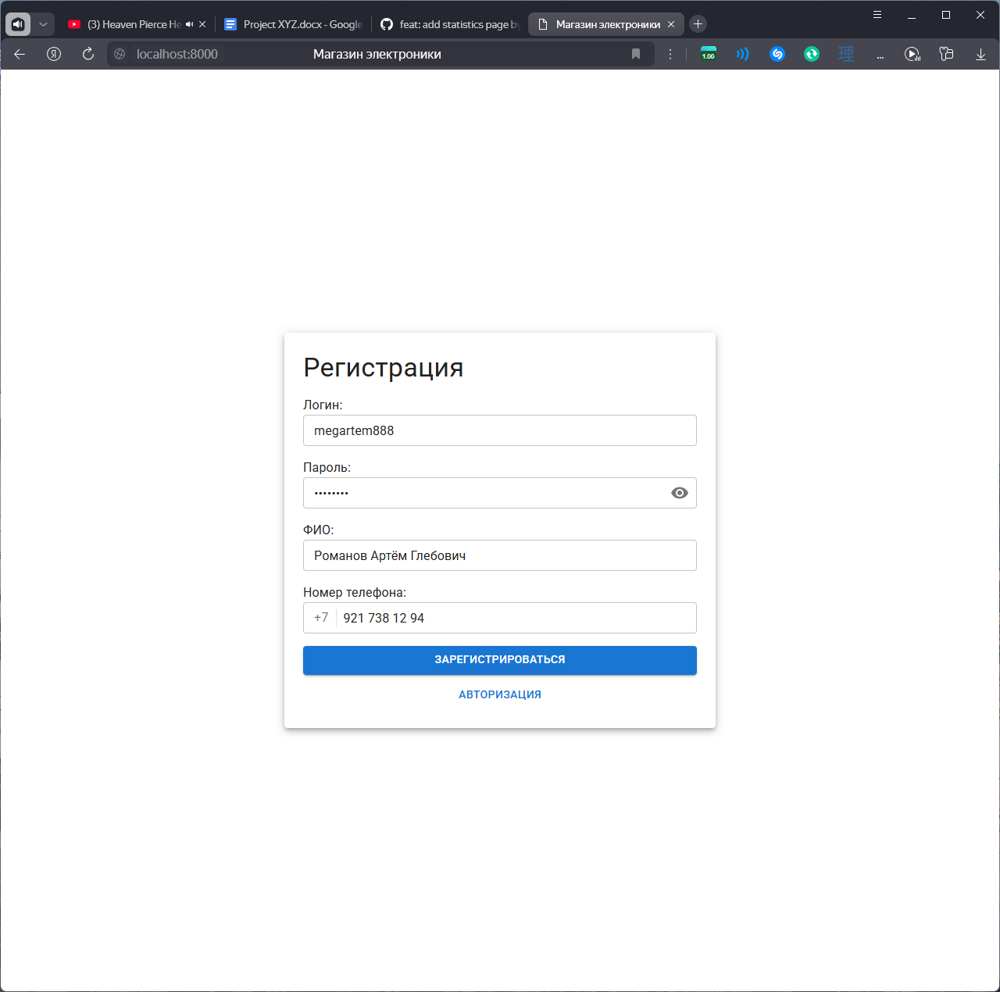 (3) Heaven Pierce He
Project XYZ.docx - Google
feat: add statistics page by
Магазин электроники
Я
localhost:8000
Магазин электроники
1.00
理
Регистрация
Логин:
megartem888
Пароль:
••••••••
ФИО:
Романов Артём Глебович
Номер телефона:
+7 921 738 12 94
ЗАРЕГИСТРИРОВАТЬСЯ
АВТОРИЗАЦИЯ